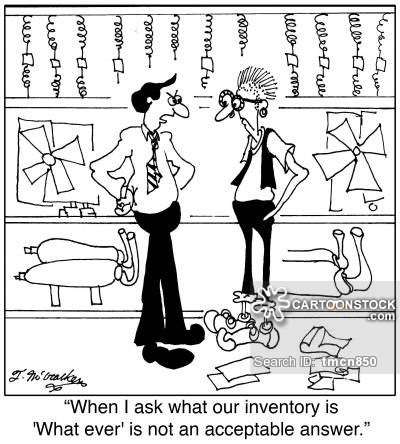 CARTOONSTOCK
.com
Search ID: tmcn850
“When I ask what our inventory is
'What ever' is not an acceptable answer.”